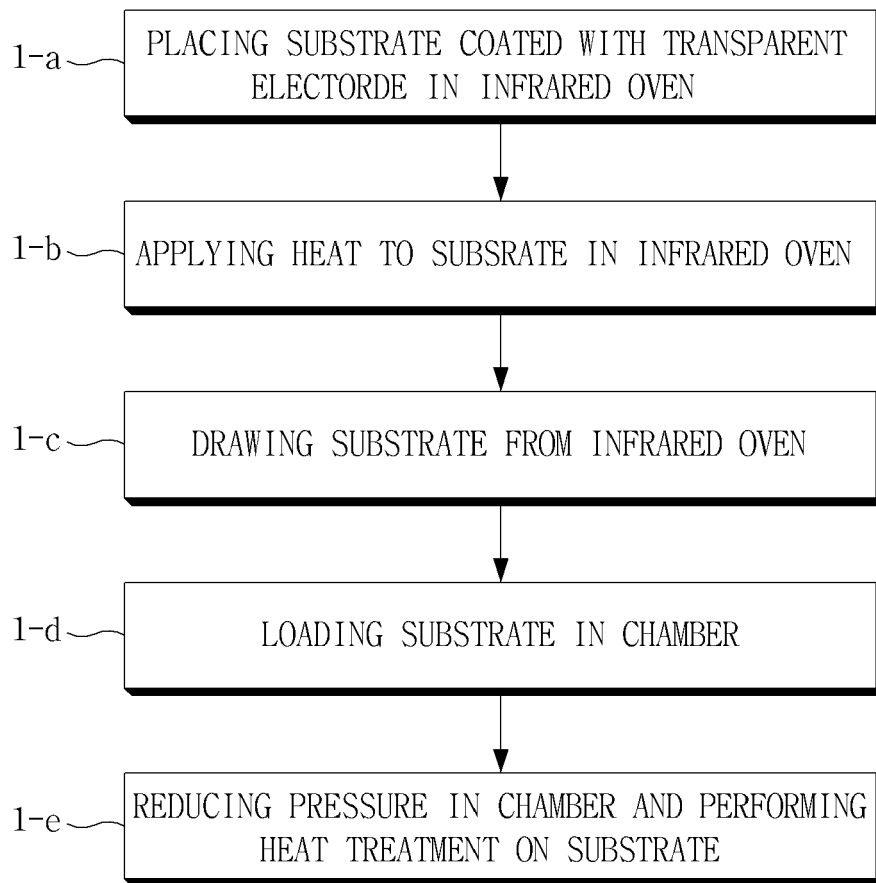 1-a
PLACING SUBSTRATE COATED WITH TRANSPARENT
ELECTORDE IN INFRARED OVEN
1-b
APPLYING HEAT TO SUBSRATE IN INFRARED OVEN
1-c
DRAWING SUBSTRATE FROM INFRARED OVEN
1-d
LOADING SUBSTRATE IN CHAMBER
1-e
REDUCING PRESSURE IN CHAMBER AND PERFORMING
HEAT TREATMENT ON SUBSTRATE